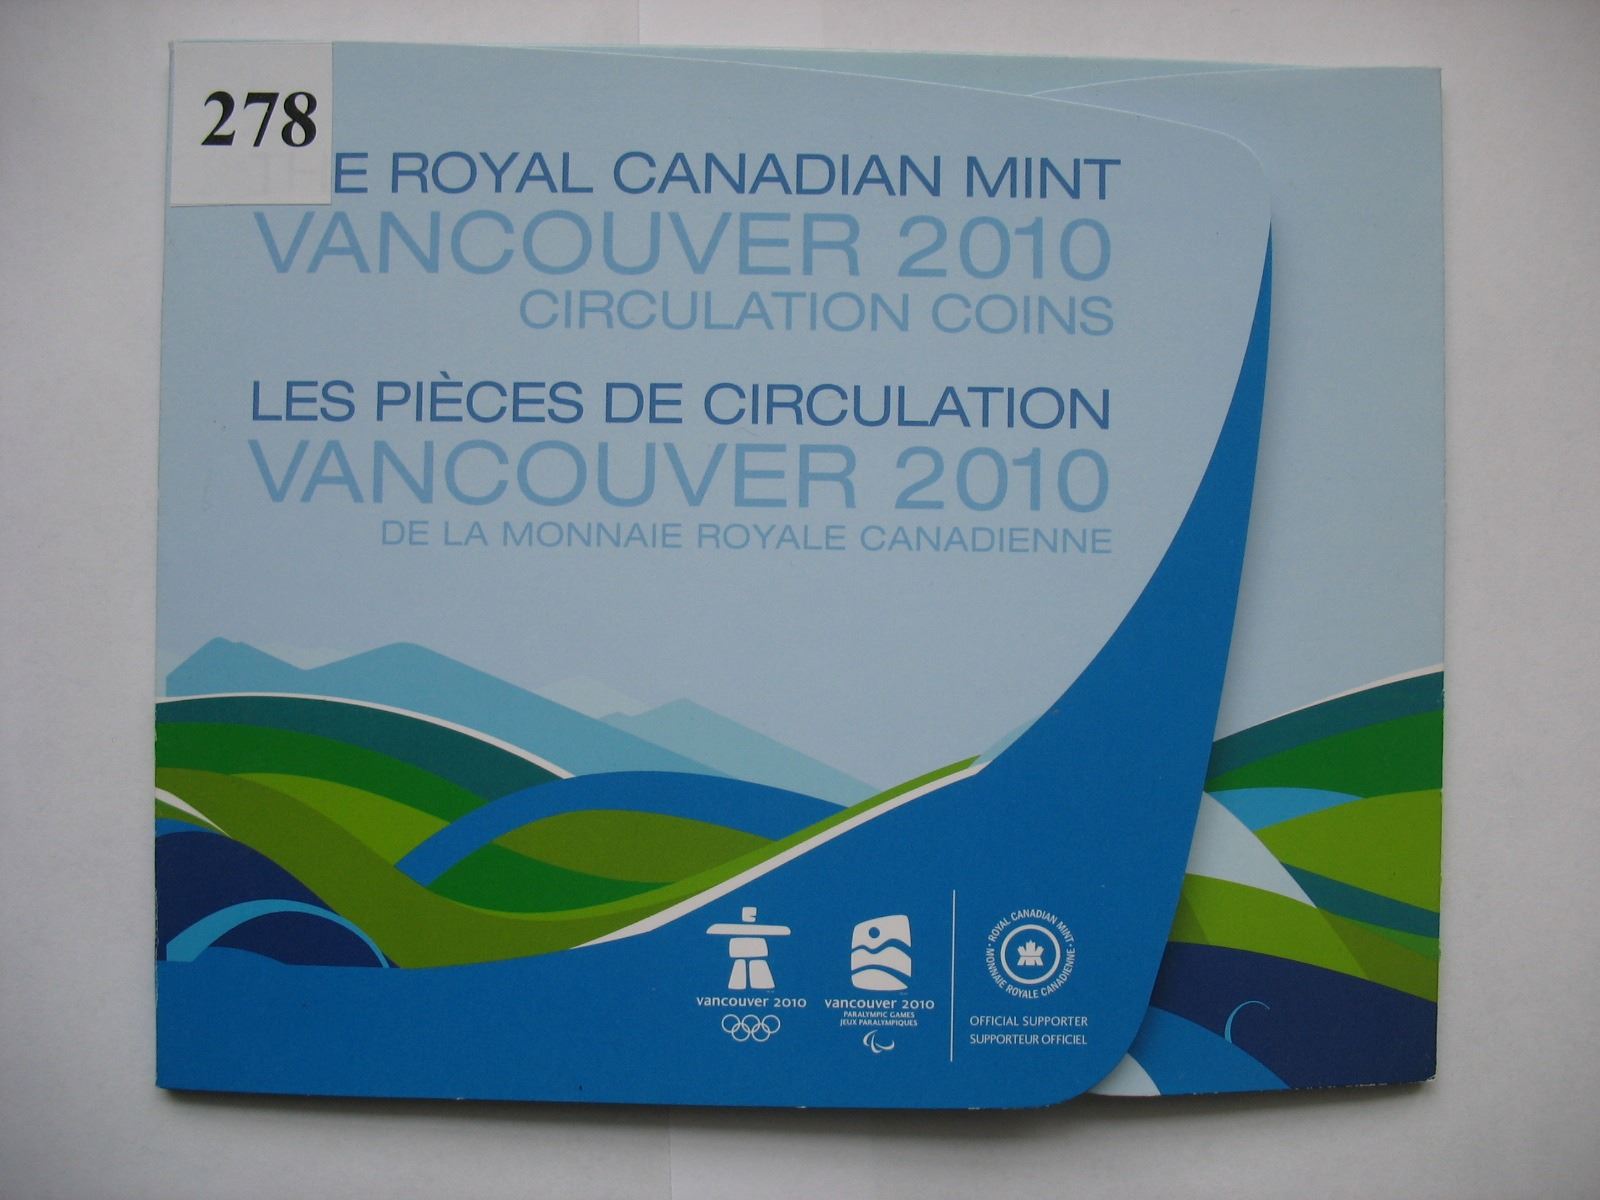 278
E ROYAL CANADIAN MINT
VANCOUVER 2010
CIRCULATION COINS
LES PIÈCES DE CIRCULATION
VANCOUVER 2010
DE LA MONNAIE ROYALE CANADIENNE
vancouver 2010
vancouver 2010
PARALYMPIC GAMES
JEUX PARALYMPIQUES
ROYAL CANADIAN MINT
MONNAIE ROYALE CANADIENNE
OFFICIAL SUPPORTER
SUPPORTEUR OFFICIEL